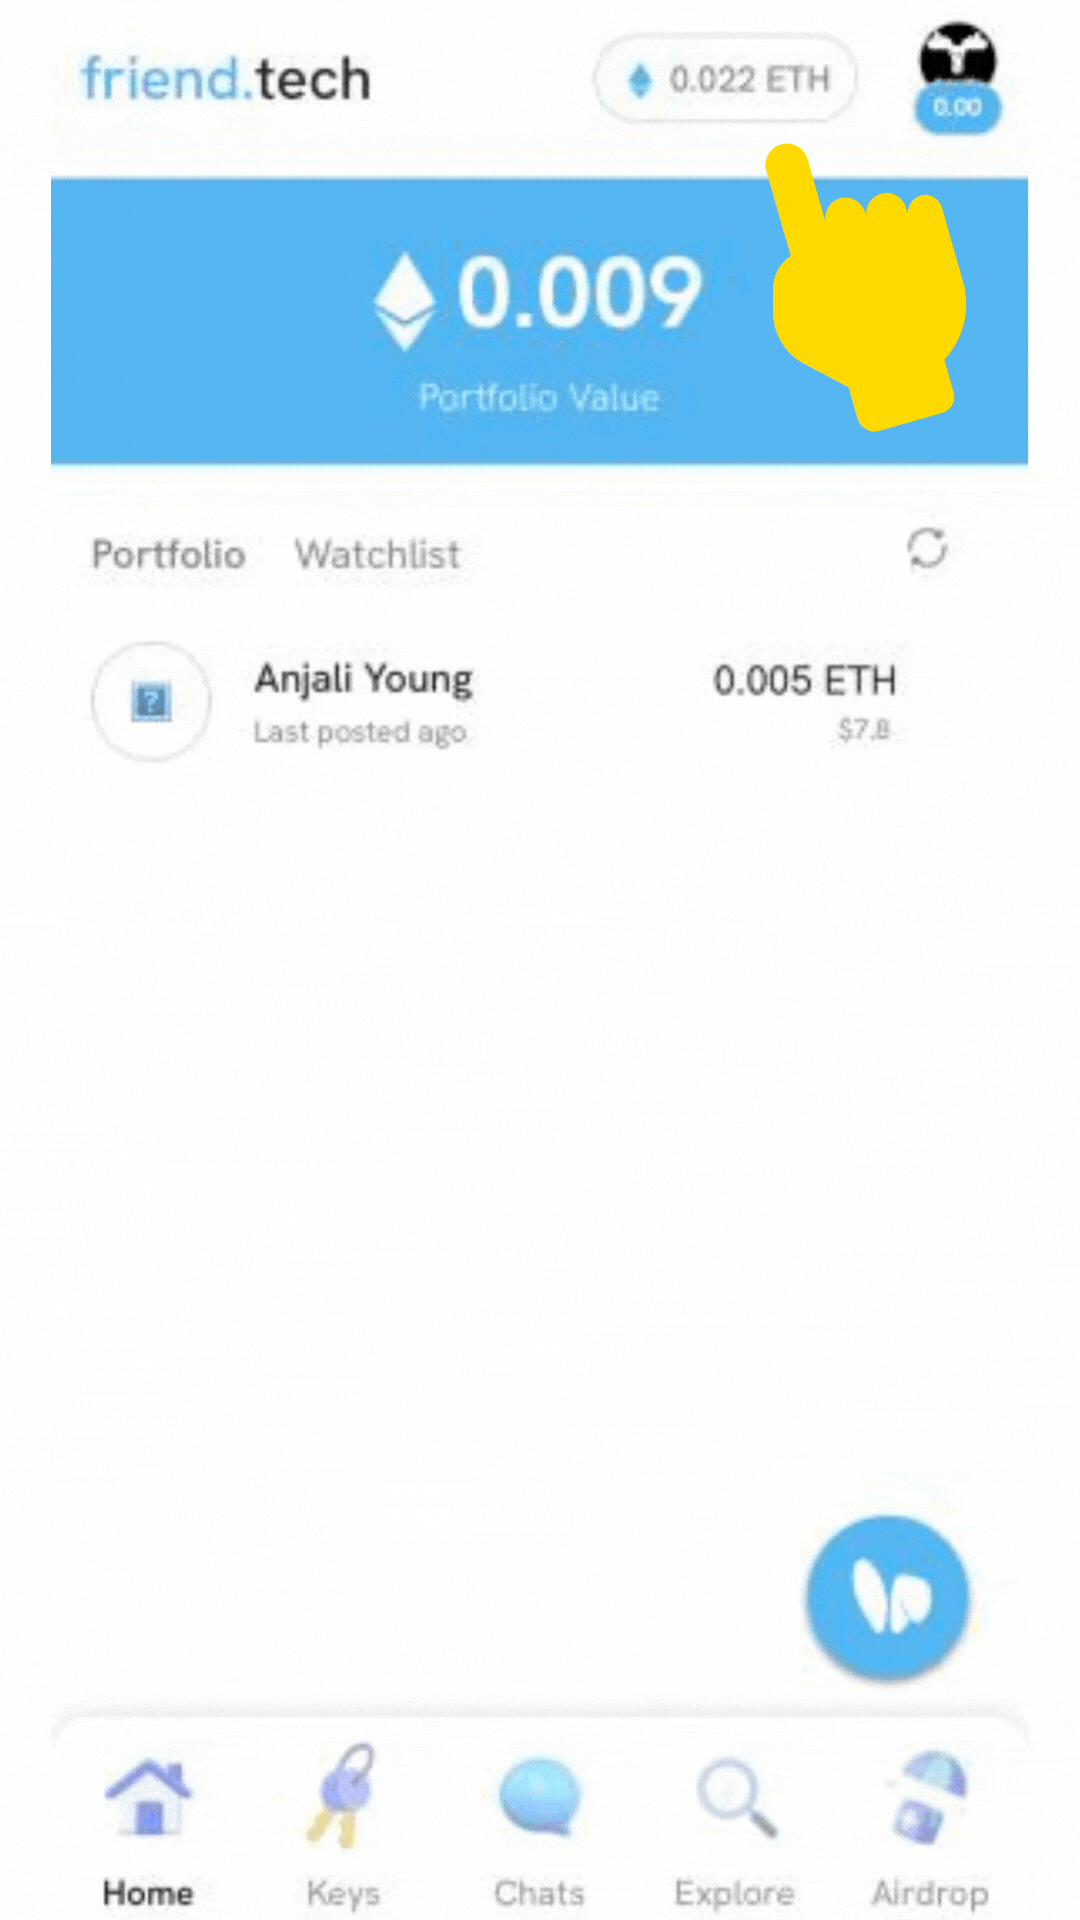 friend.tech
0.022 ETH
0.00
0.009
Portfolio Value
Portfolio Watchlist
Anjali Young 0.005 ETH
Last posted ago $7.8
Home Keys Chats Explore Airdrop